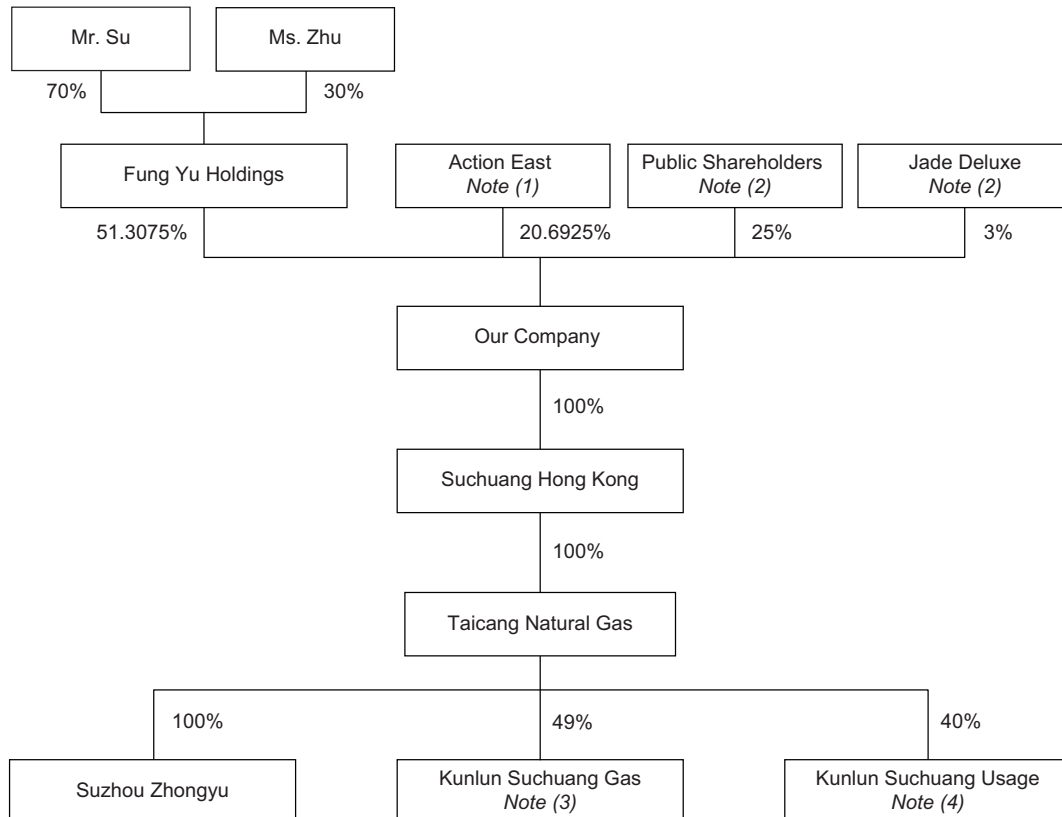 Mr. Su
Ms. Zhu
70%
30%
Fung Yu Holdings
Action East
Note (1)
Public Shareholders
Note (2)
Jade Deluxe
Note (2)
51.3075%
20.6925%
25%
3%
Our Company
100%
Suchuang Hong Kong
100%
Taicang Natural Gas
100%
49%
40%
Suzhou Zhongyu
Kunlun Suchuang Gas
Note (3)
Kunlun Suchuang Usage
Note (4)